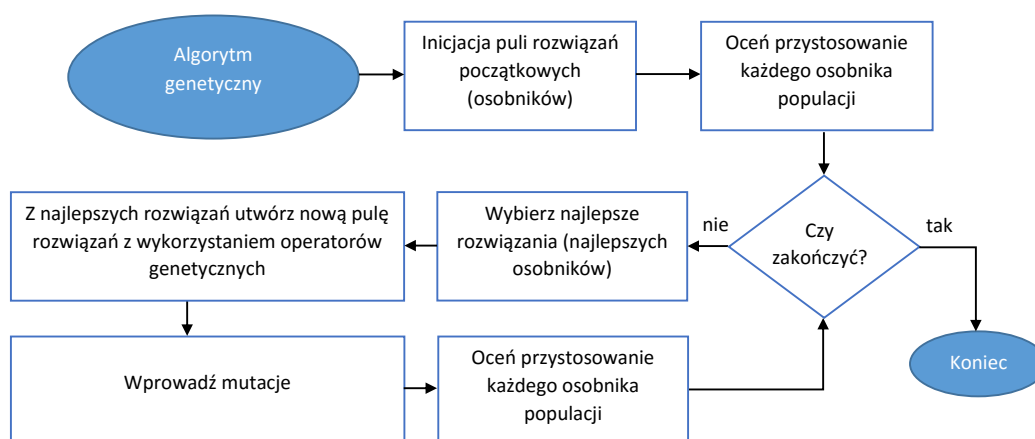 Algorytm
genetyczny
Inicjacja puli rozwiązań
początkowych
(osobników)
Oceń przystosowanie
każdego osobnika
populacji
Czy
zakończyć?
nie
tak
Wybierz najlepsze
rozwiązania (najlepszych
osobników)
Z najlepszych rozwiązań utwórz nową pulę
rozwiązań z wykorzystaniem operatorów
genetycznych
Wprowadź mutacje
Oceń przystosowanie
każdego osobnika
populacji
Koniec